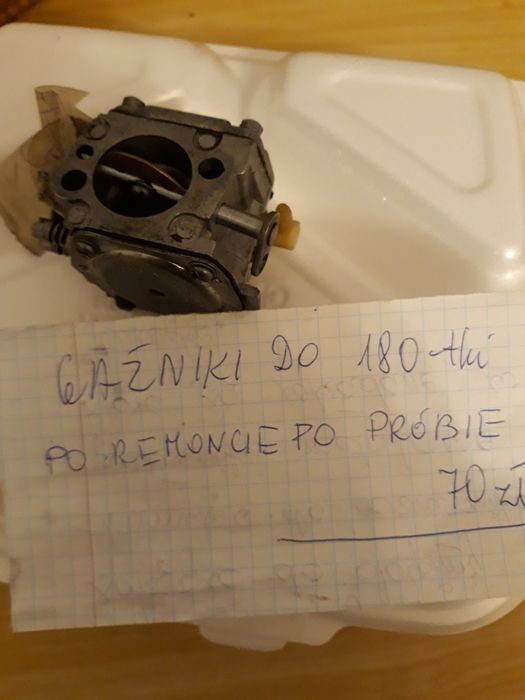 GAŹNIKI DO 180-tki
PO REMONCIE PO PRÓBIE
70 zł